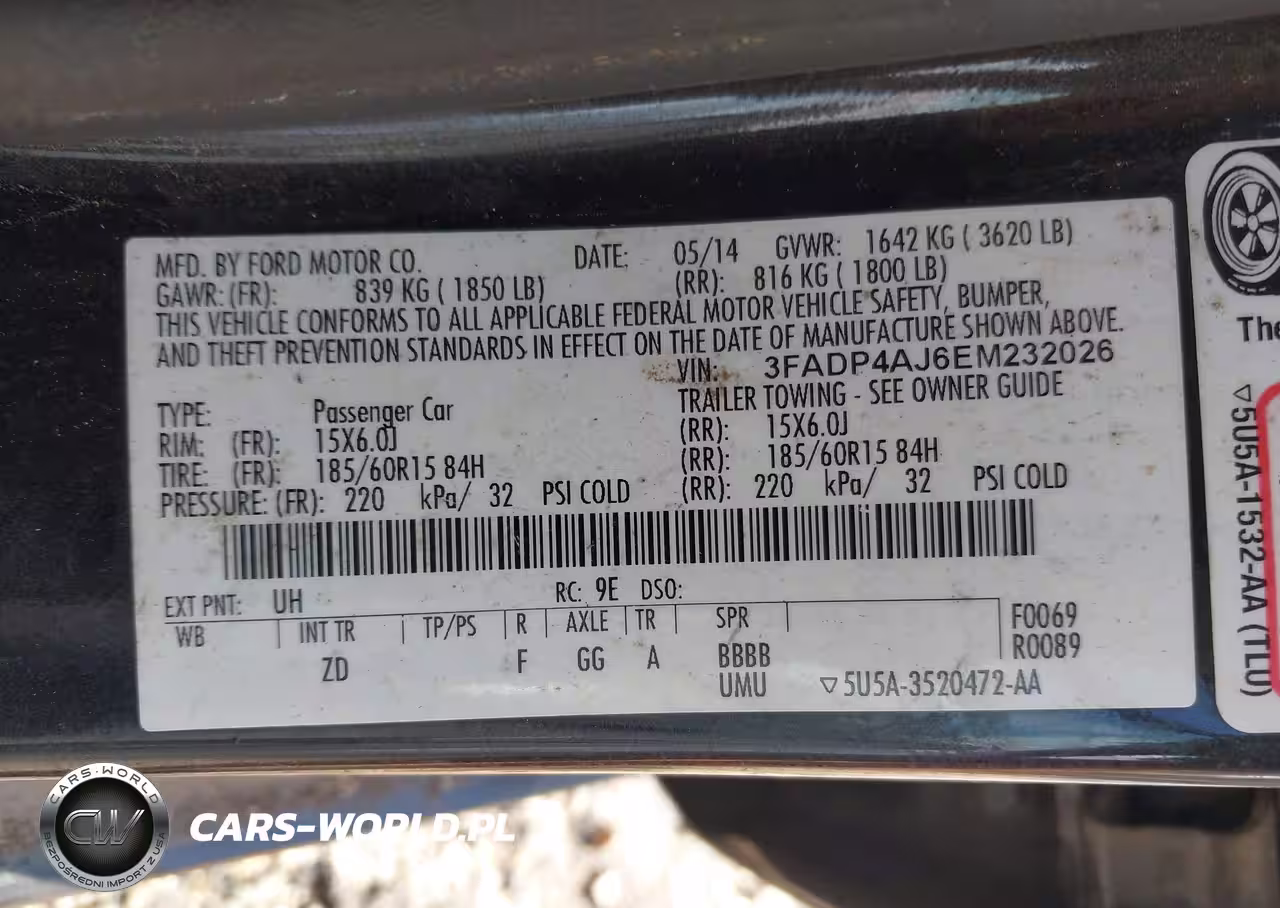 MFD. BY FORD MOTOR CO. DATE: 05/14 GVWR: 1642 KG ( 3620 LB)
GAWR: (FR): 839 KG ( 1850 LB) (RR): 816 KG ( 1800 LB)
THIS VEHICLE CONFORMS TO ALL APPLICABLE FEDERAL MOTOR VEHICLE SAFETY, BUMPER,
AND THEFT PREVENTION STANDARDS IN EFFECT ON THE DATE OF MANUFACTURE SHOWN ABOVE.
VIN: 3FADP4AJ6EM232026
TYPE: Passenger Car TRAILER TOWING - SEE OWNER GUIDE
RIM: (FR): 15X6.0J (RR): 15X6.0J
TIRE: (FR): 185/60R15 84H (RR): 185/60R15 84H
PRESSURE: (FR): 220 kPa/ 32 PSI COLD (RR): 220 kPa/ 32 PSI COLD
EXT PNT: UH RC: 9E DSO:
WB INT TR TP/PS R AXLE TR SPR F0069
ZD F GG A BBBB R0089
UMU ▽5U5A-3520472-AA
The
▽5U5A-1532-AA (TLU)
CARS-WORLD
CW
BEZPOŚREDNI IMPORT Z USA
CARS-WORLD.PL